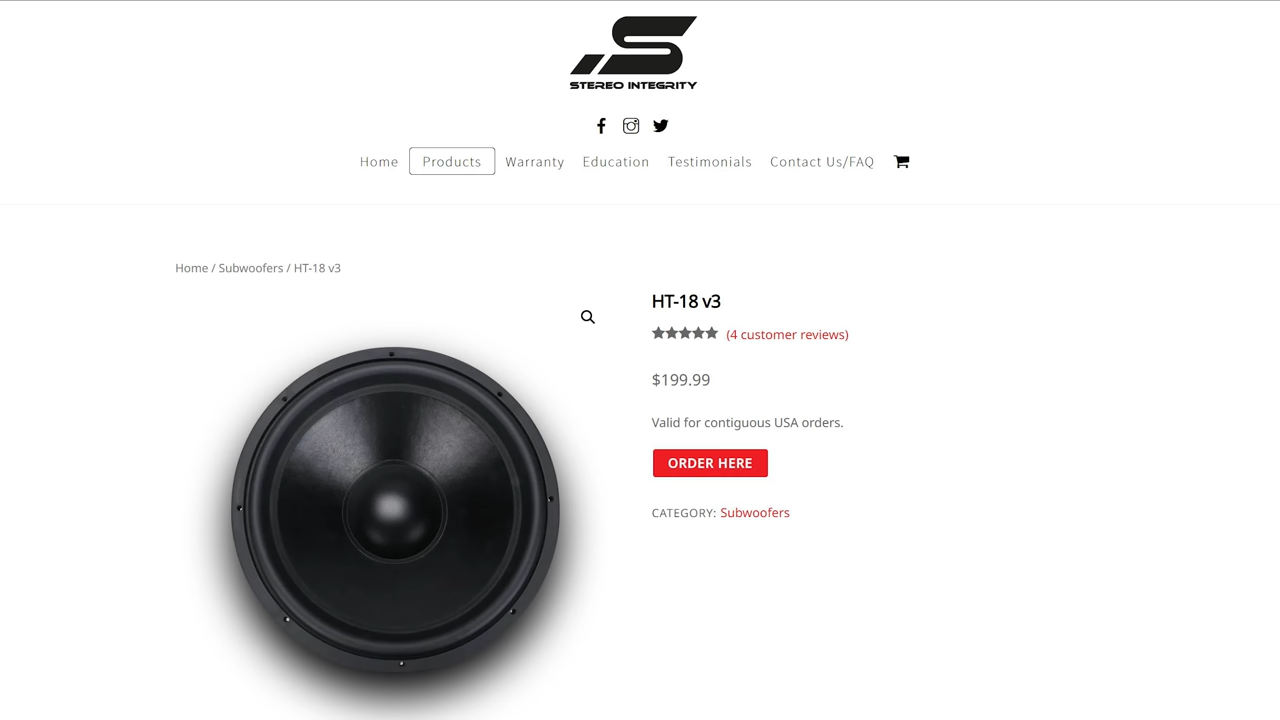 STEREO INTEGRITY
Home Products Warranty Education Testimonials Contact Us/FAQ
Home / Subwoofers / HT-18 v3
HT-18 v3
(4 customer reviews)
$199.99
Valid for contiguous USA orders.
ORDER HERE
CATEGORY: Subwoofers